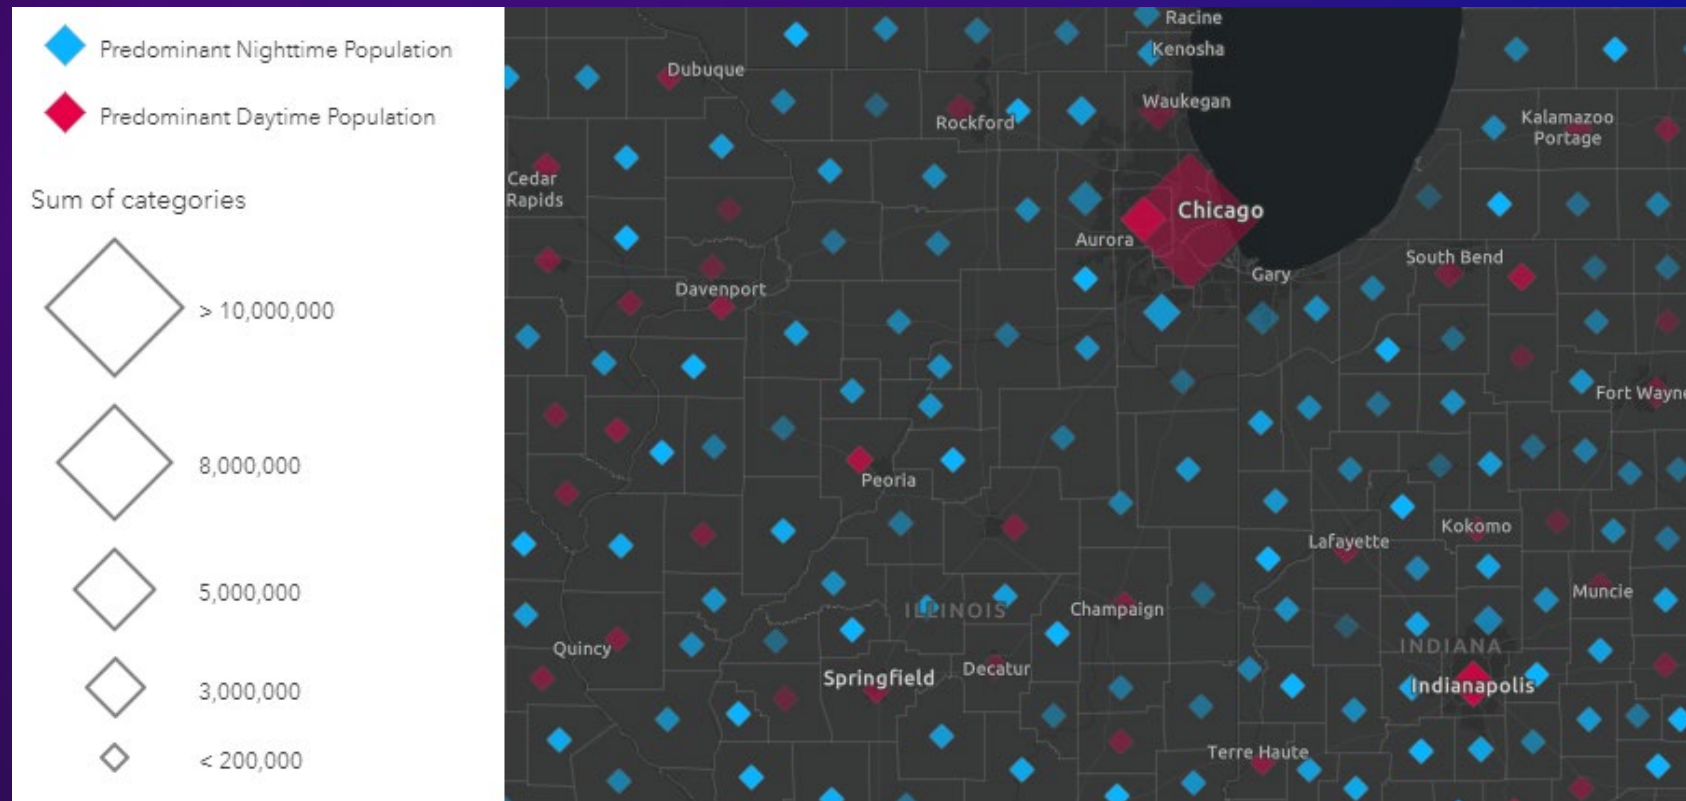 Predominant Nighttime Population
Predominant Daytime Population
Sum of categories
> 10,000,000
8,000,000
5,000,000
3,000,000
< 200,000
Racine
Kenosha
Dubuque
Waukegan
Rockford
Kalamazoo
Portage
Cedar
Rapids
Chicago
Aurora
Gary
South Bend
Davenport
Fort Wayne
Peoria
Kokomo
Lafayette
Muncie
ILLINOIS
Champaign
Quincy
INDIANA
Decatur
Springfield
Indianapolis
Terre Haute